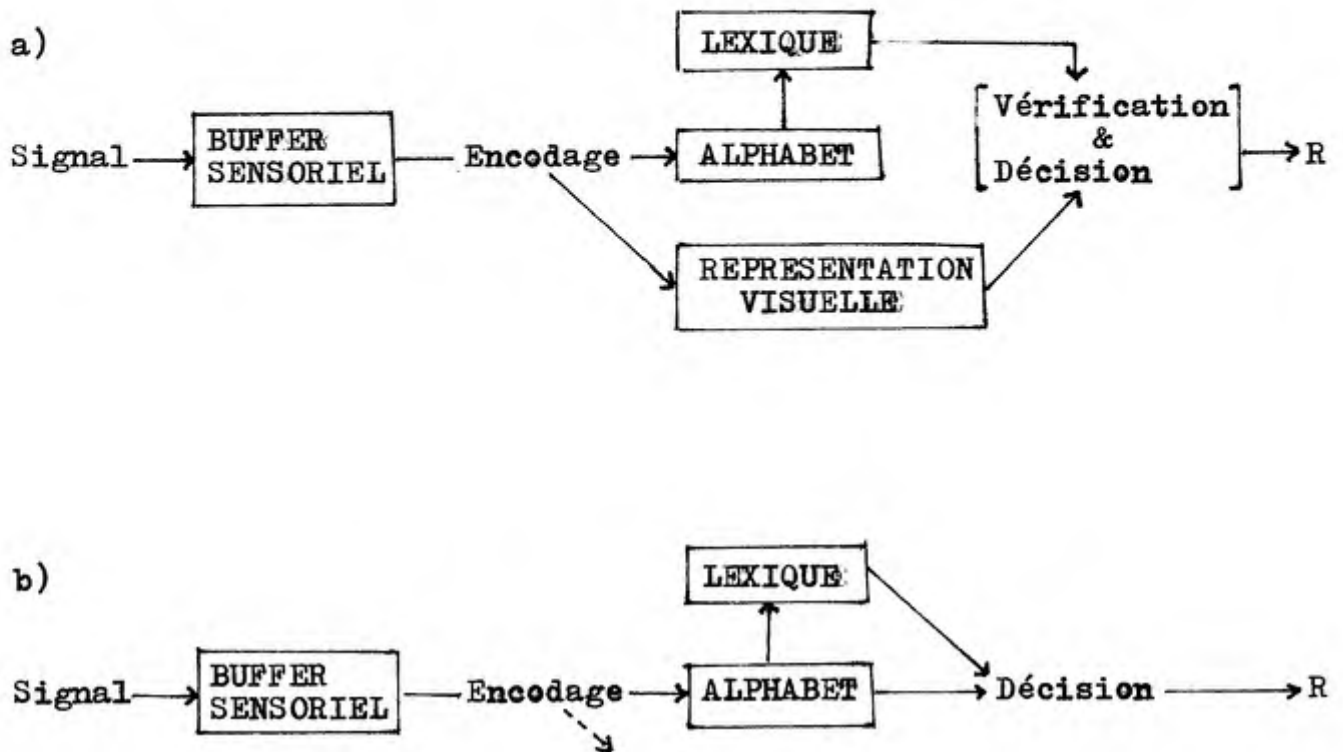 a)
LEXIQUE
Vérification
&
Décision
Signal
BUFFER
SENSORIEL
Encodage
ALPHABET
R
REPRESENTATION
VISUELLE
b)
LEXIQUE
Signal
BUFFER
SENSORIEL
Encodage
ALPHABET
Décision
R